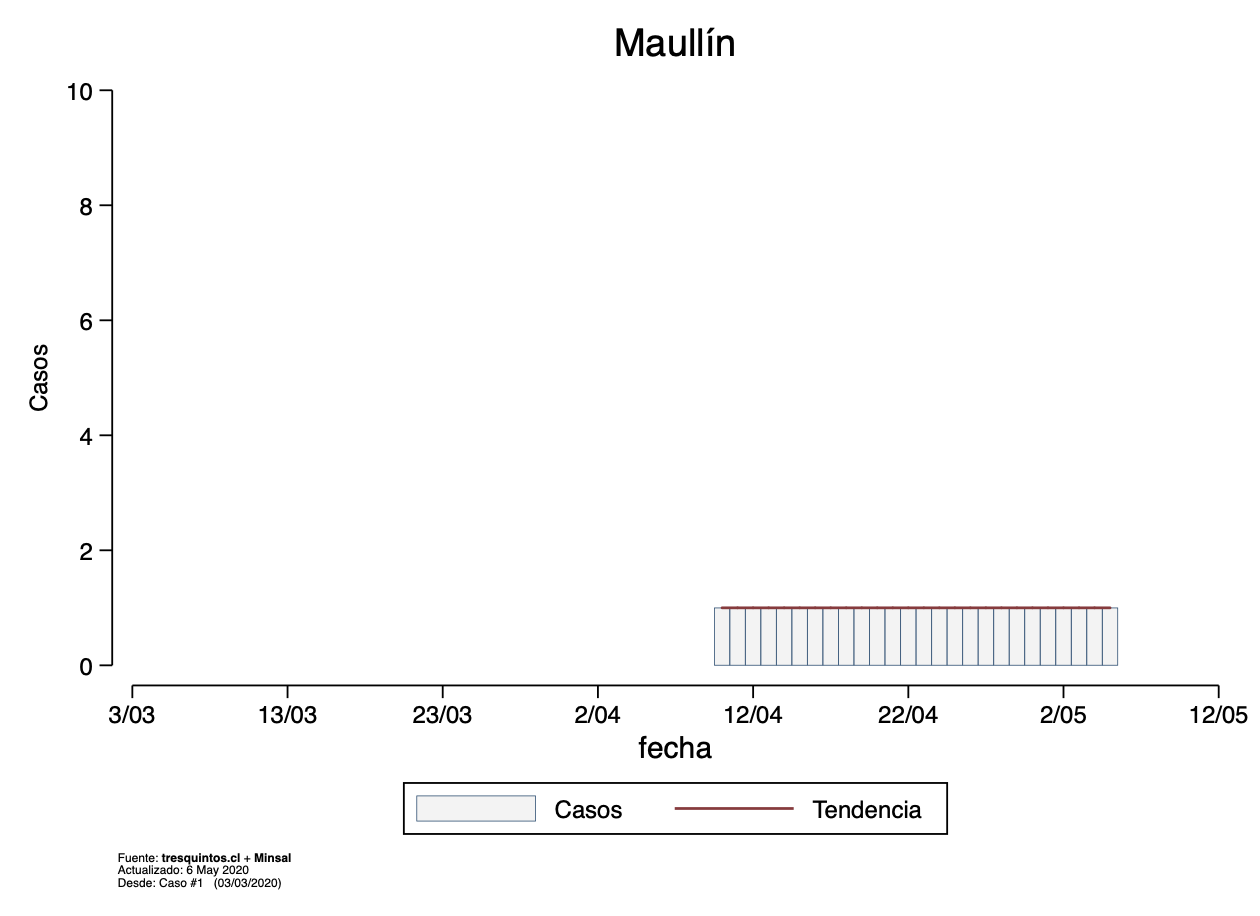 Maullín
10
8
6
4
2
0
Casos
3/03 13/03 23/03 2/04 12/04 22/04 2/05 12/05
fecha
Casos Tendencia
Fuente: tresquintos.cl + Minsal
Actualizado: 6 May 2020
Desde: Caso #1 (03/03/2020)